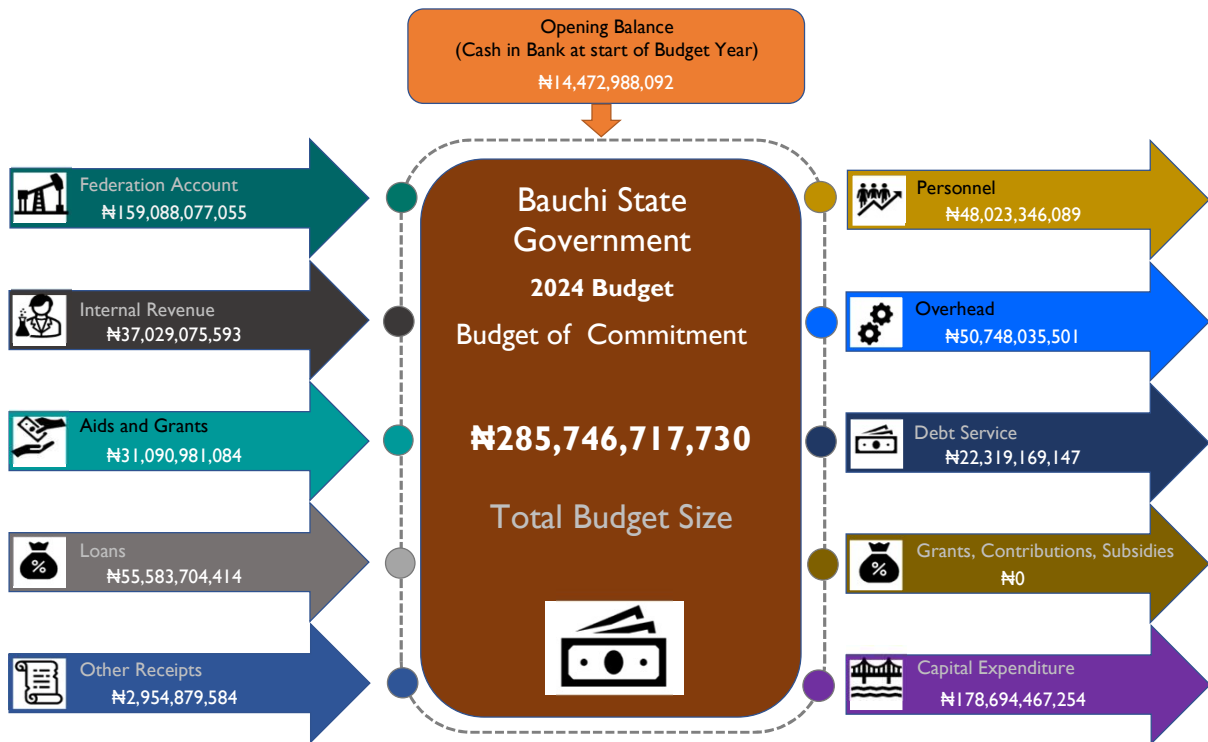 Opening Balance
(Cash in Bank at start of Budget Year)
₦14,472,988,092
Federation Account
₦159,088,077,055
Internal Revenue
₦37,029,075,593
Aids and Grants
₦31,090,981,084
Loans
₦55,583,704,414
Other Receipts
₦2,954,879,584
Bauchi State
Government
2024 Budget
Budget of Commitment
₦285,746,717,730
Total Budget Size
Personnel
₦48,023,346,089
Overhead
₦50,748,035,501
Debt Service
₦22,319,169,147
Grants, Contributions, Subsidies
₦0
Capital Expenditure
₦178,694,467,254
%
%